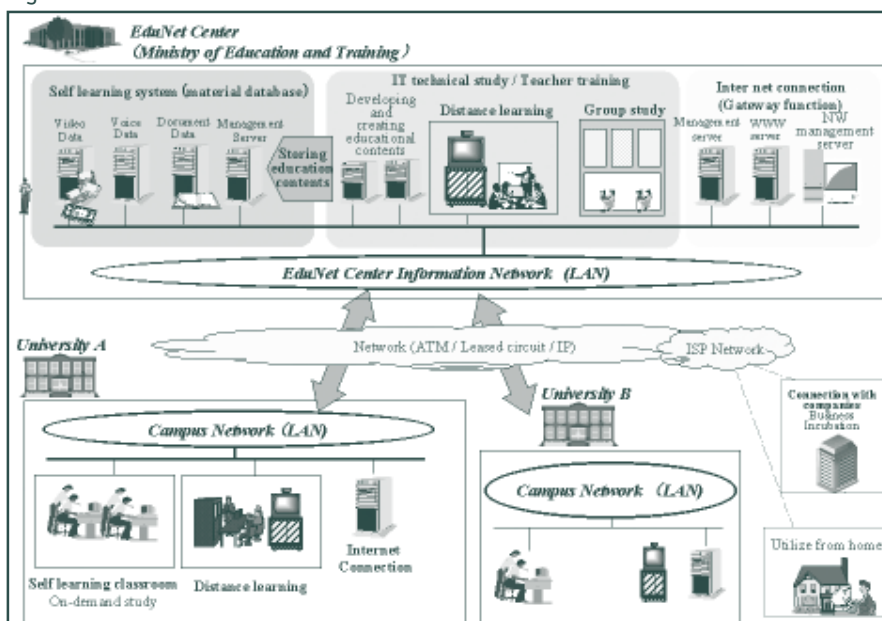 EduNet Center
(Ministry of Education and Training)
Self learning system (material database)
Video
Data
Voice
Data
Document
Data
Management
Server
Storing
education
contents
IT technical study / Teacher training
Developing
and
creating
educational
contents
Distance learning
Group study
Inter net connection
(Gateway function)
Management
server
WWW
server
NW
management
server
EduNet Center Information Network (LAN)
Network (ATM / Leased circuit / IP)
ISP Network
University A
Campus Network (LAN)
Self learning classroom
On-demand study
Distance learning
Internet
Connection
University B
Campus Network (LAN)
Connection with
companies
Business
Incubation
Utilize from home